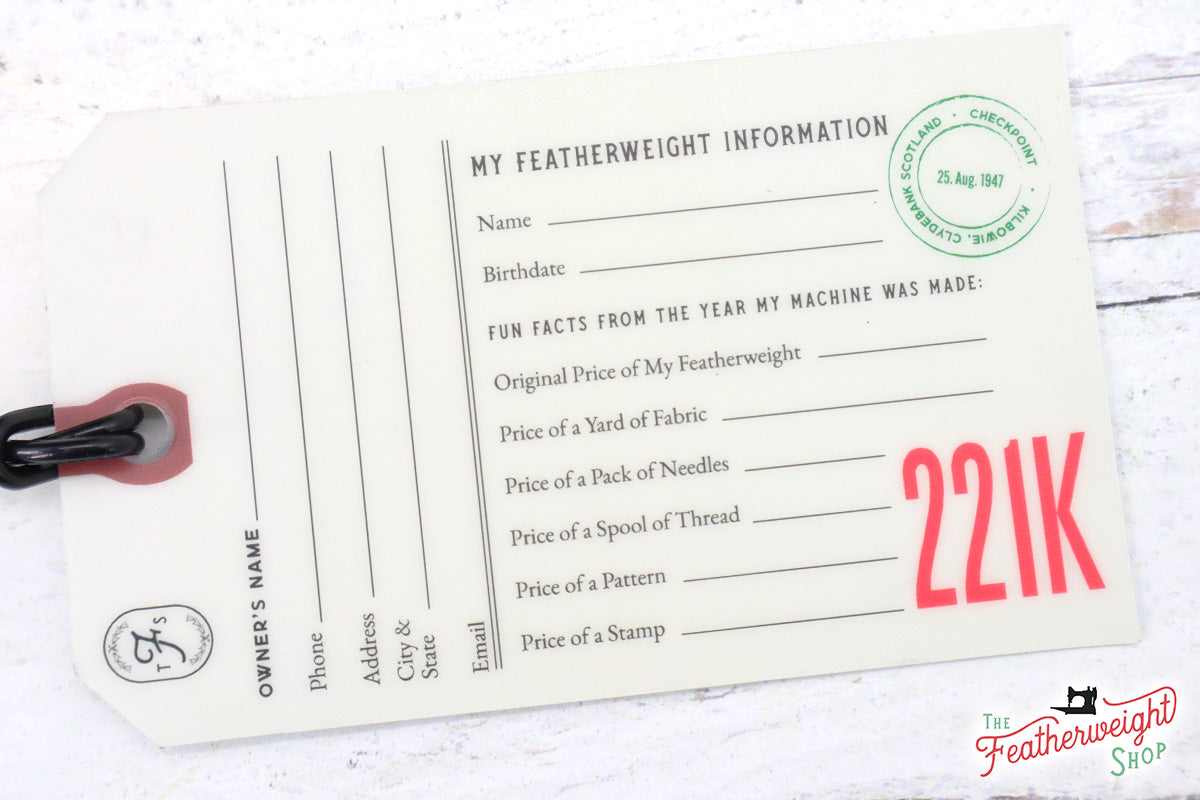 MY FEATHERWEIGHT INFORMATION
Name
Birthdate
FUN FACTS FROM THE YEAR MY MACHINE WAS MADE:
Original Price of My Featherweight
Price of a Yard of Fabric
Price of a Pack of Needles
Price of a Spool of Thread
Price of a Pattern
Price of a Stamp
221K
CHECKPOINT · KILBOWIE, CLYDEBANK SCOTLAND ·
25. Aug. 1947
OWNER'S NAME
Phone
Address
City &
State
Email
T F S
THE
Featherweight
SHOP